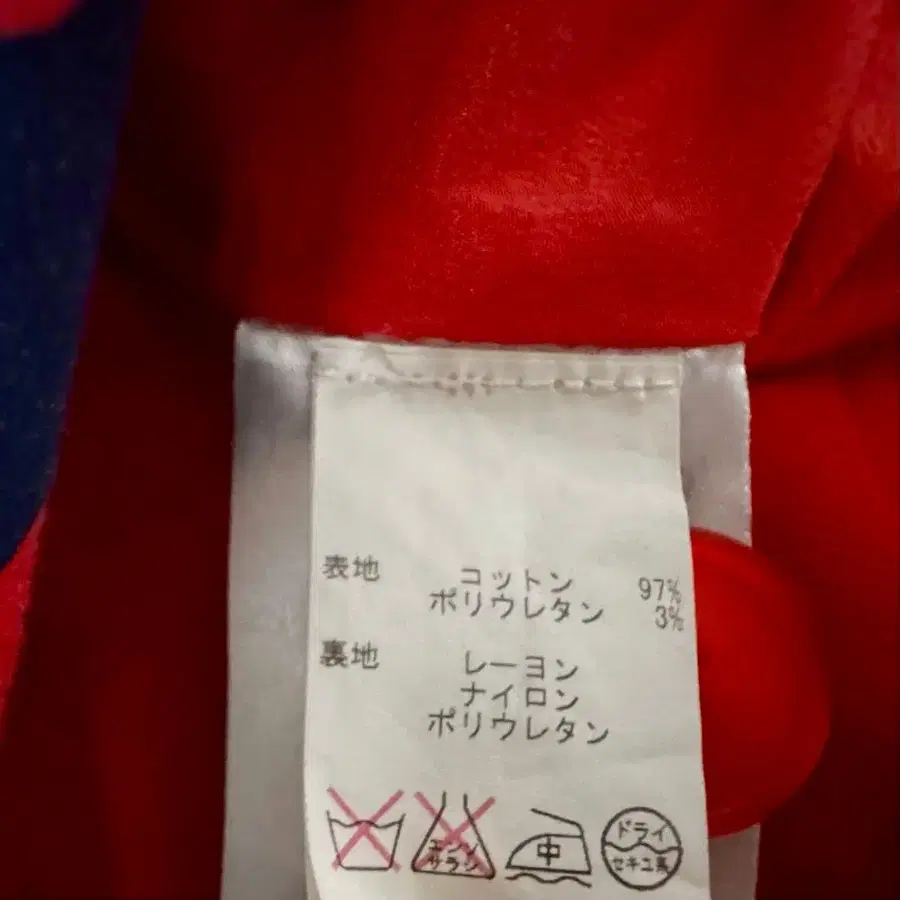 表地 コットン 97%
ポリウレタン 3%
裏地 レーヨン
ナイロン
ポリウレタン
エンソ
サラシ
中
ドライ
セキユ系